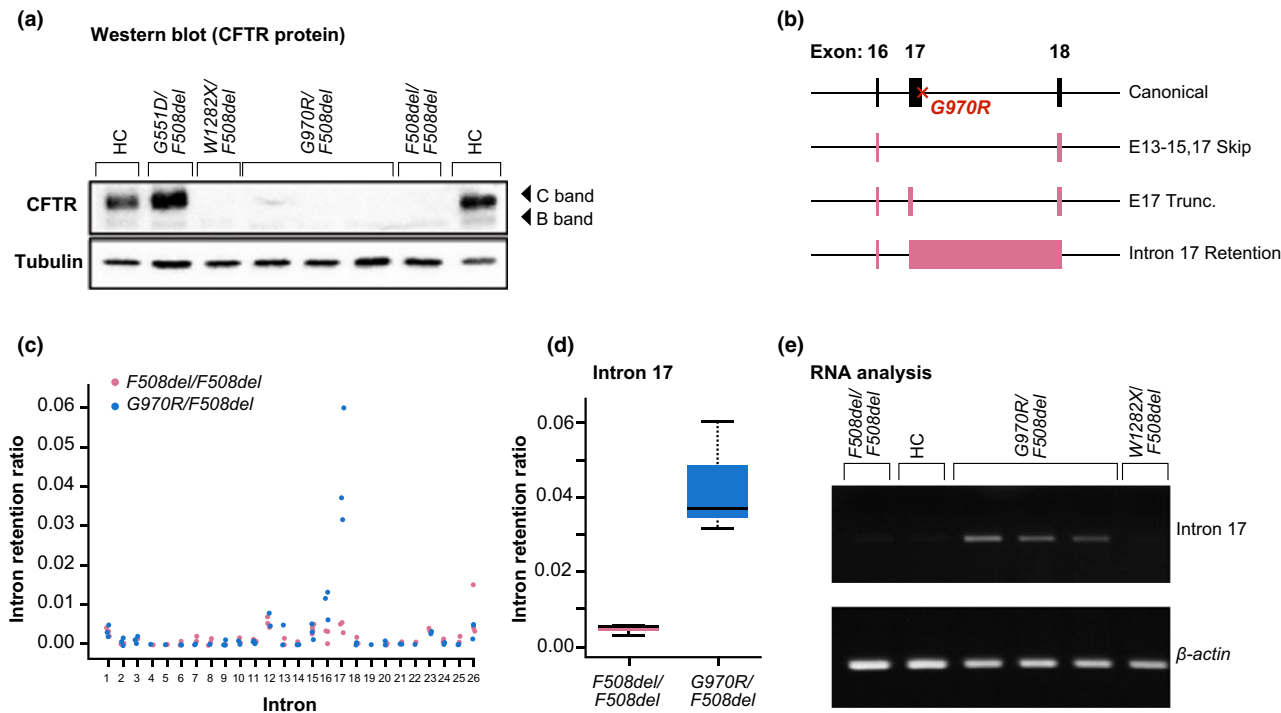 (a)
Western blot (CFTR protein)
HC
G551D/
F508del
W1282X/
F508del
G970R/
F508del
F508del/
F508del
HC
CFTR
C band
B band
Tubulin
(b)
Exon: 16 17 18
G970R
Canonical
E13-15,17 Skip
E17 Trunc.
Intron 17 Retention
(c)
F508del/F508del
G970R/F508del
Intron retention ratio
0.06
0.05
0.04
0.03
0.02
0.01
0.00
1 2 3 4 5 6 7 8 9 10 11 12 13 14 15 16 17 18 19 20 21 22 23 24 25 26
Intron
(d)
Intron 17
Intron retention ratio
0.06
0.04
0.02
0.00
F508del/
F508del
G970R/
F508del
(e)
RNA analysis
F508del/
F508del
HC
G970R/
F508del
W1282X/
F508del
Intron 17
β-actin